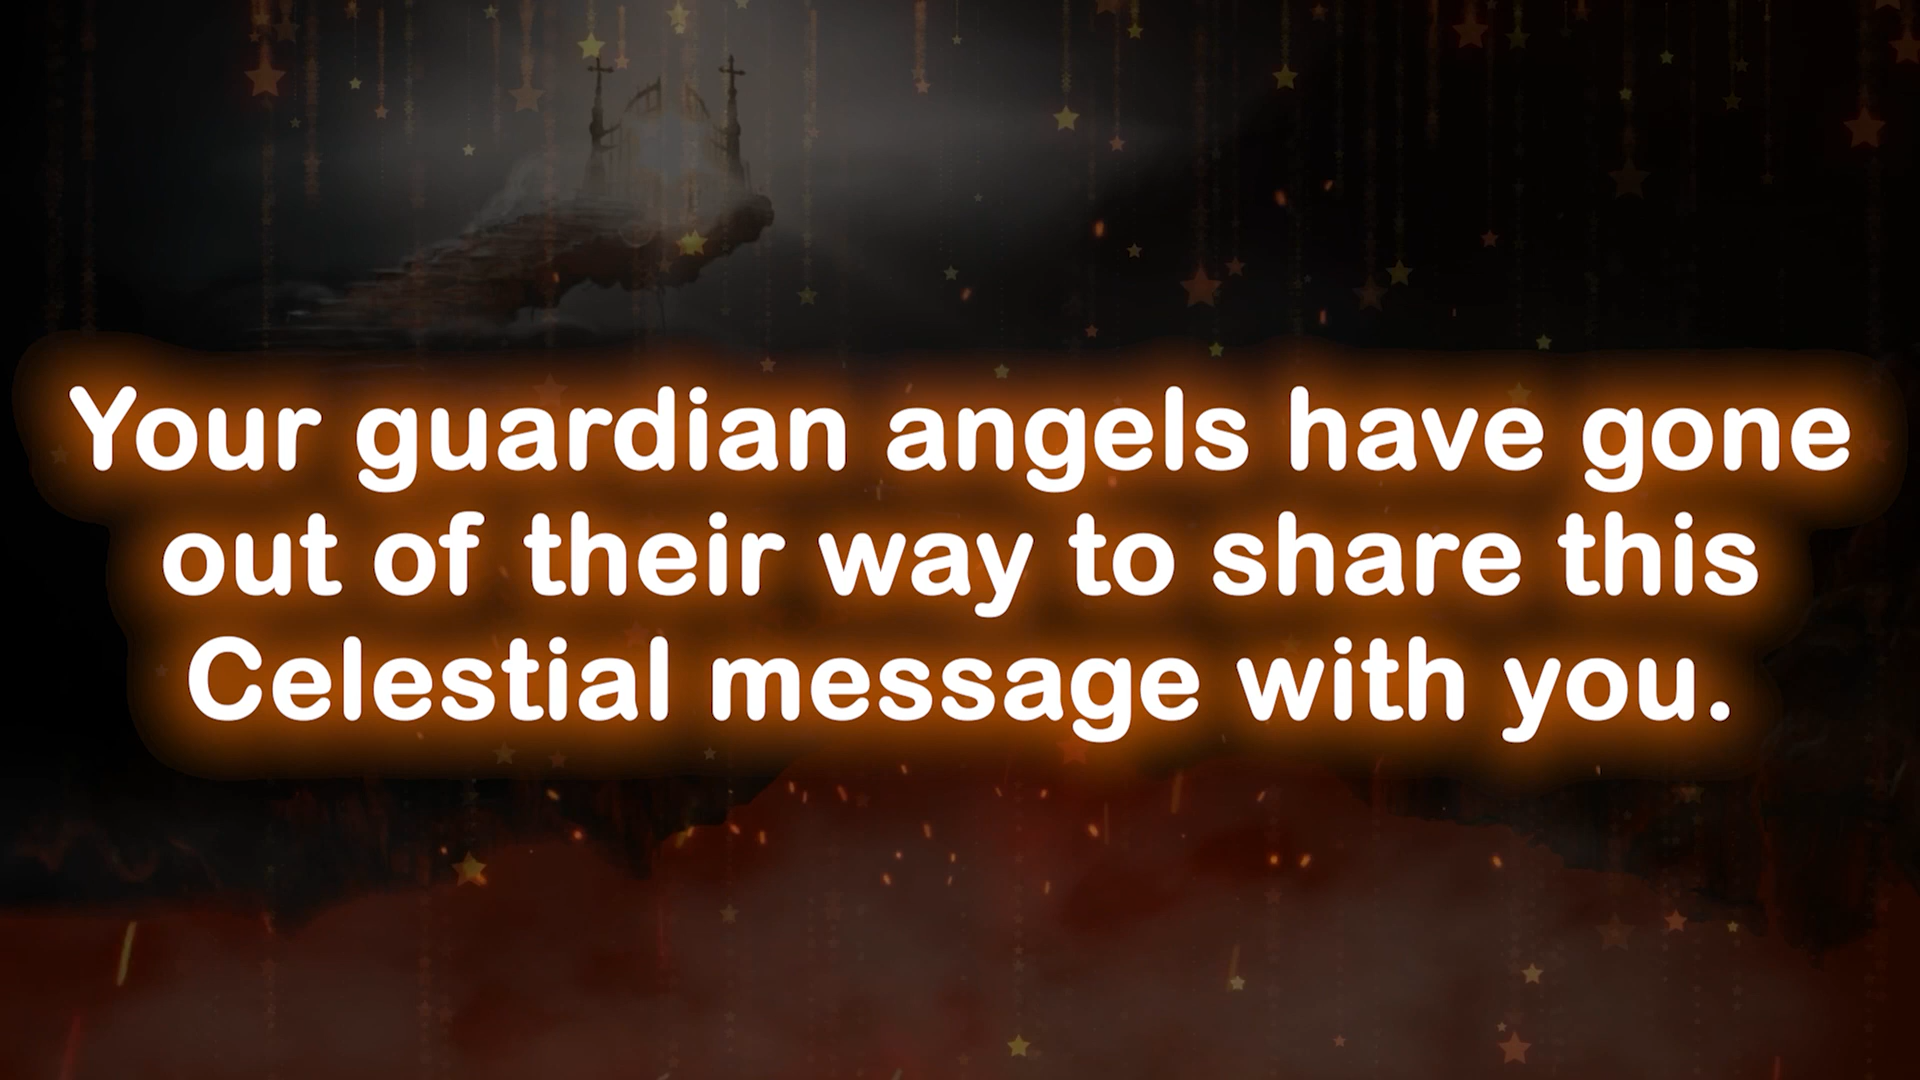 Your guardian angels have gone
out of their way to share this
Celestial message with you.